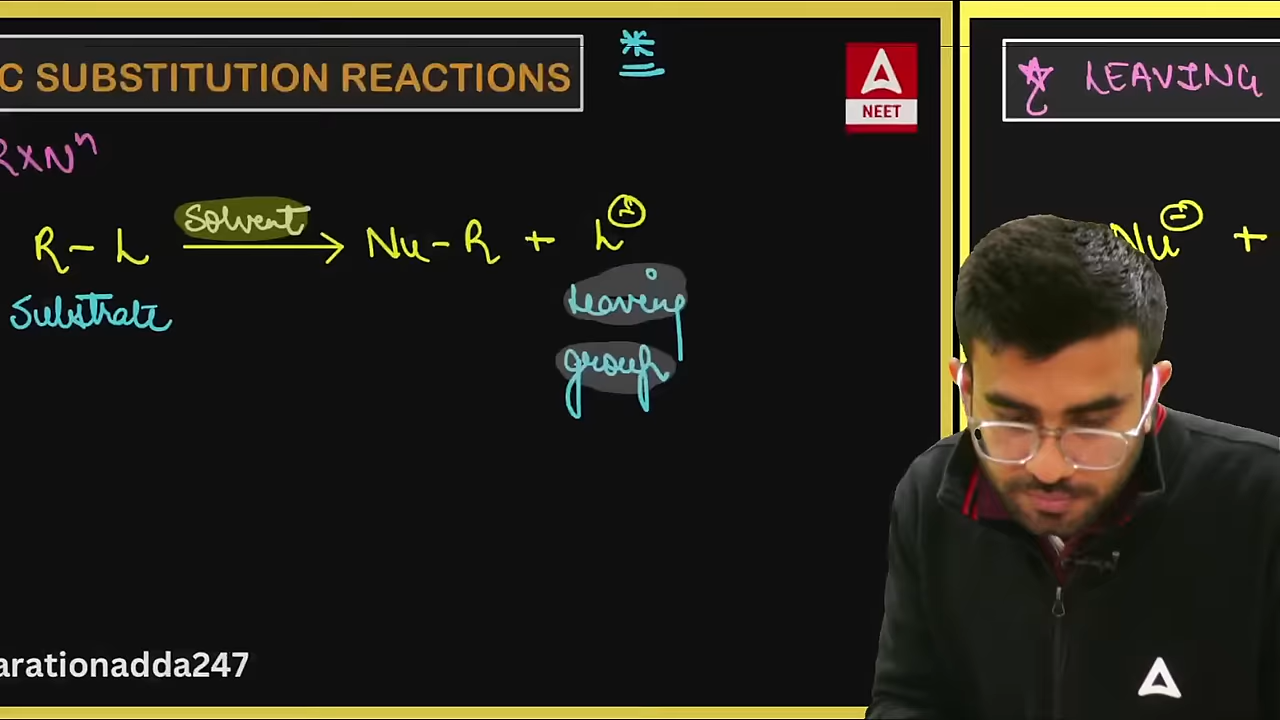 C SUBSTITUTION REACTIONS
NEET
LEAVING
RXNⁿ
Solvent
R - L ⟶ Nu - R + L⊖
Nu⊖ +
Substrate
Leaving
group
arationadda247